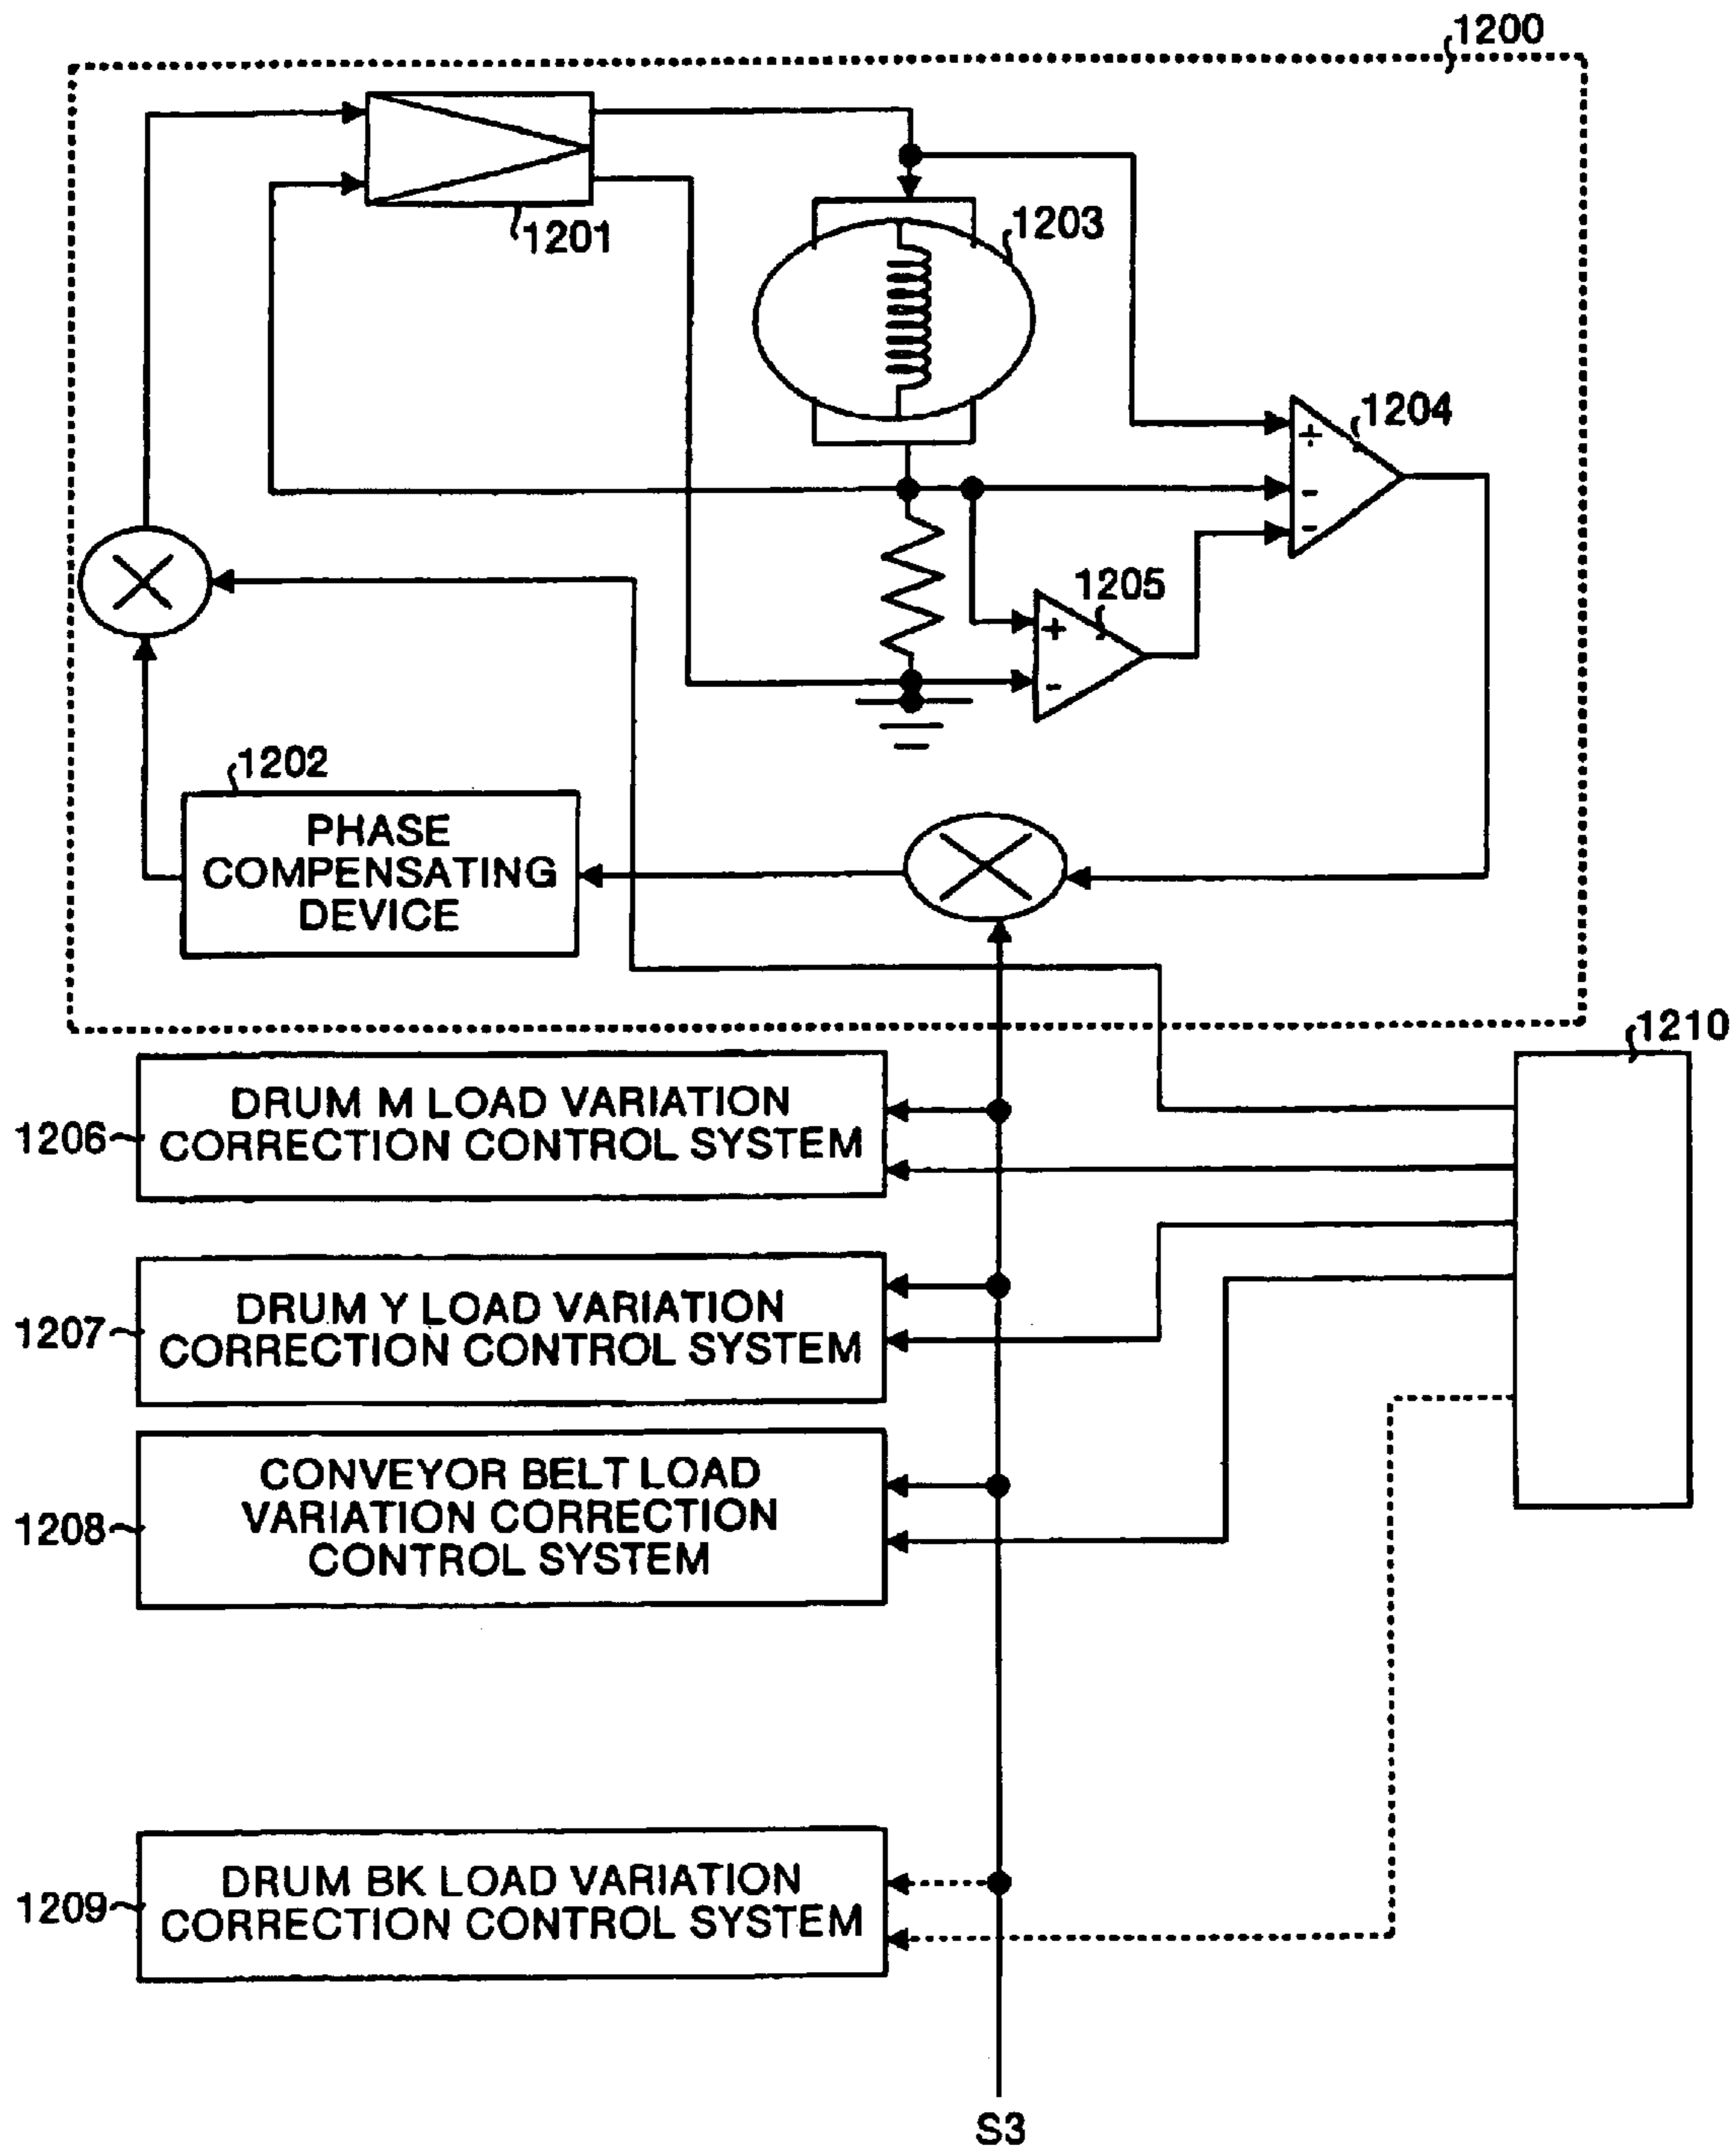 1200
1201
1203
1204
+
-
-
1205
+
-
1202
PHASE
COMPENSATING
DEVICE
1210
1206
DRUM M LOAD VARIATION
CORRECTION CONTROL SYSTEM
1207
DRUM Y LOAD VARIATION
CORRECTION CONTROL SYSTEM
1208
CONVEYOR BELT LOAD
VARIATION CORRECTION
CONTROL SYSTEM
1209
DRUM BK LOAD VARIATION
CORRECTION CONTROL SYSTEM
S3